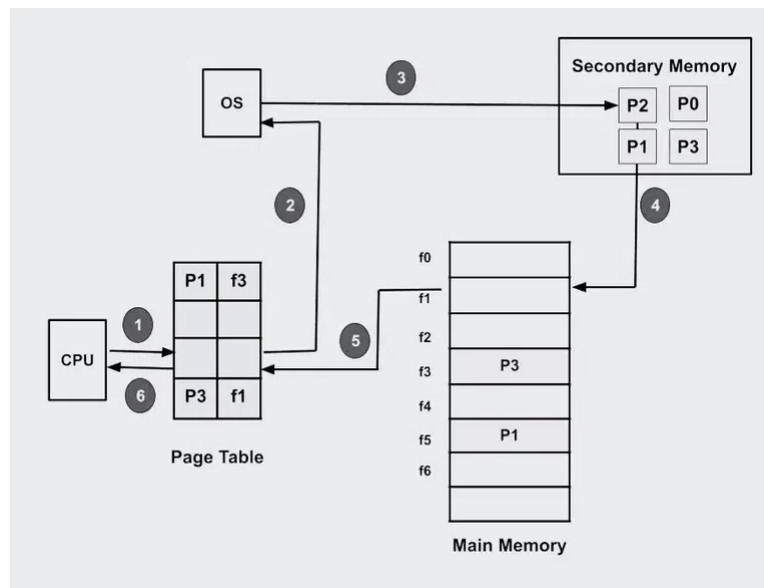 3
Secondary Memory
OS
P2 P0
P1 P3
2
4
f0
P1 f3
f1
1
5
f2
CPU
f3 P3
6
P3 f1
f4
f5 P1
Page Table
f6
Main Memory